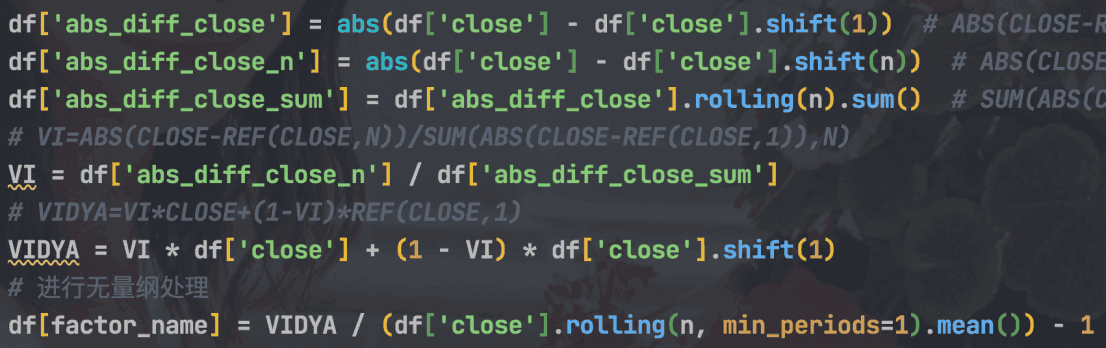 df['abs_diff_close'] = abs(df['close'] - df['close'].shift(1))  # ABS(CLOSE-R
df['abs_diff_close_n'] = abs(df['close'] - df['close'].shift(n))  # ABS(CLOSE
df['abs_diff_close_sum'] = df['abs_diff_close'].rolling(n).sum()  # SUM(ABS(C
# VI=ABS(CLOSE-REF(CLOSE,N))/SUM(ABS(CLOSE-REF(CLOSE,1)),N)
VI = df['abs_diff_close_n'] / df['abs_diff_close_sum']
# VIDYA=VI*CLOSE+(1-VI)*REF(CLOSE,1)
VIDYA = VI * df['close'] + (1 - VI) * df['close'].shift(1)
# 进行无量纲处理
df[factor_name] = VIDYA / (df['close'].rolling(n, min_periods=1).mean()) - 1